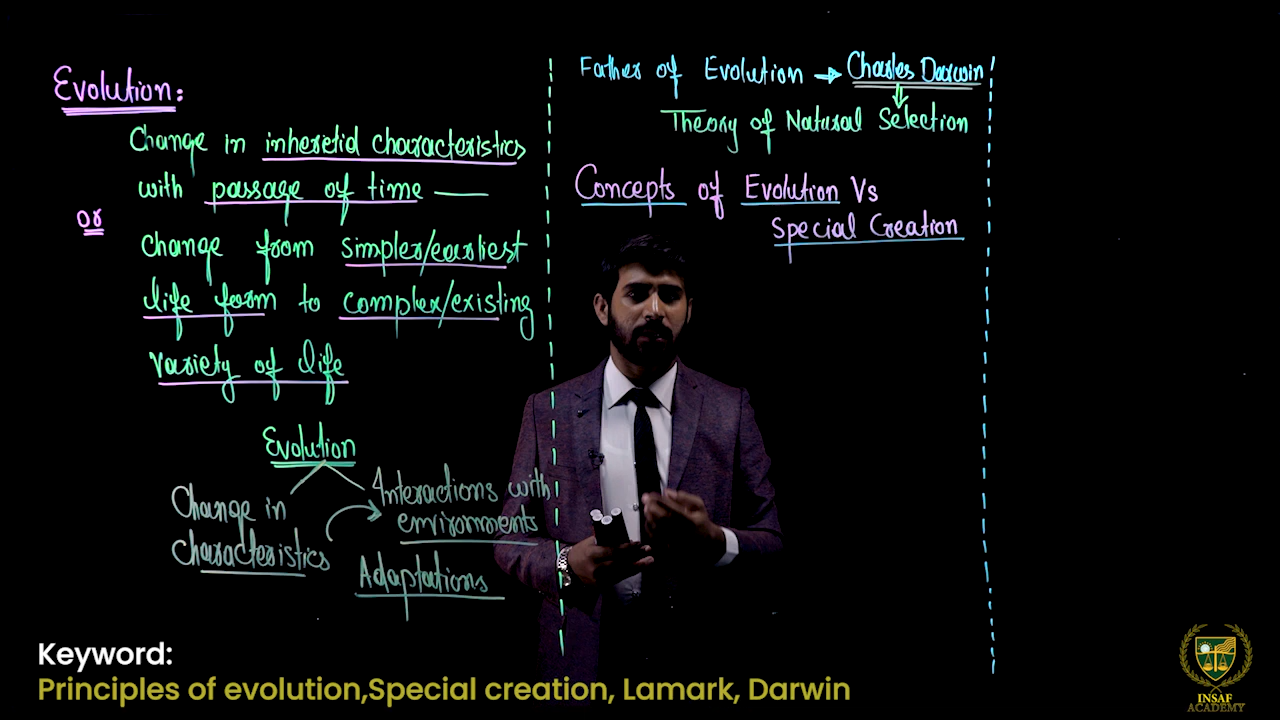 Evolution:
Change in inheretid characteristics
with passage of time —
or
change from simpler/earliest
life form to complex/existing
variety of life
Evolution
Change in
characteristics
Interactions with
environments
Adaptations
Father of Evolution → Charles Darwin
Theory of Natural Selection
Concepts of Evolution Vs
Special Creation
Keyword:
Principles of evolution,Special creation, Lamark, Darwin
INSAF
ACADEMY